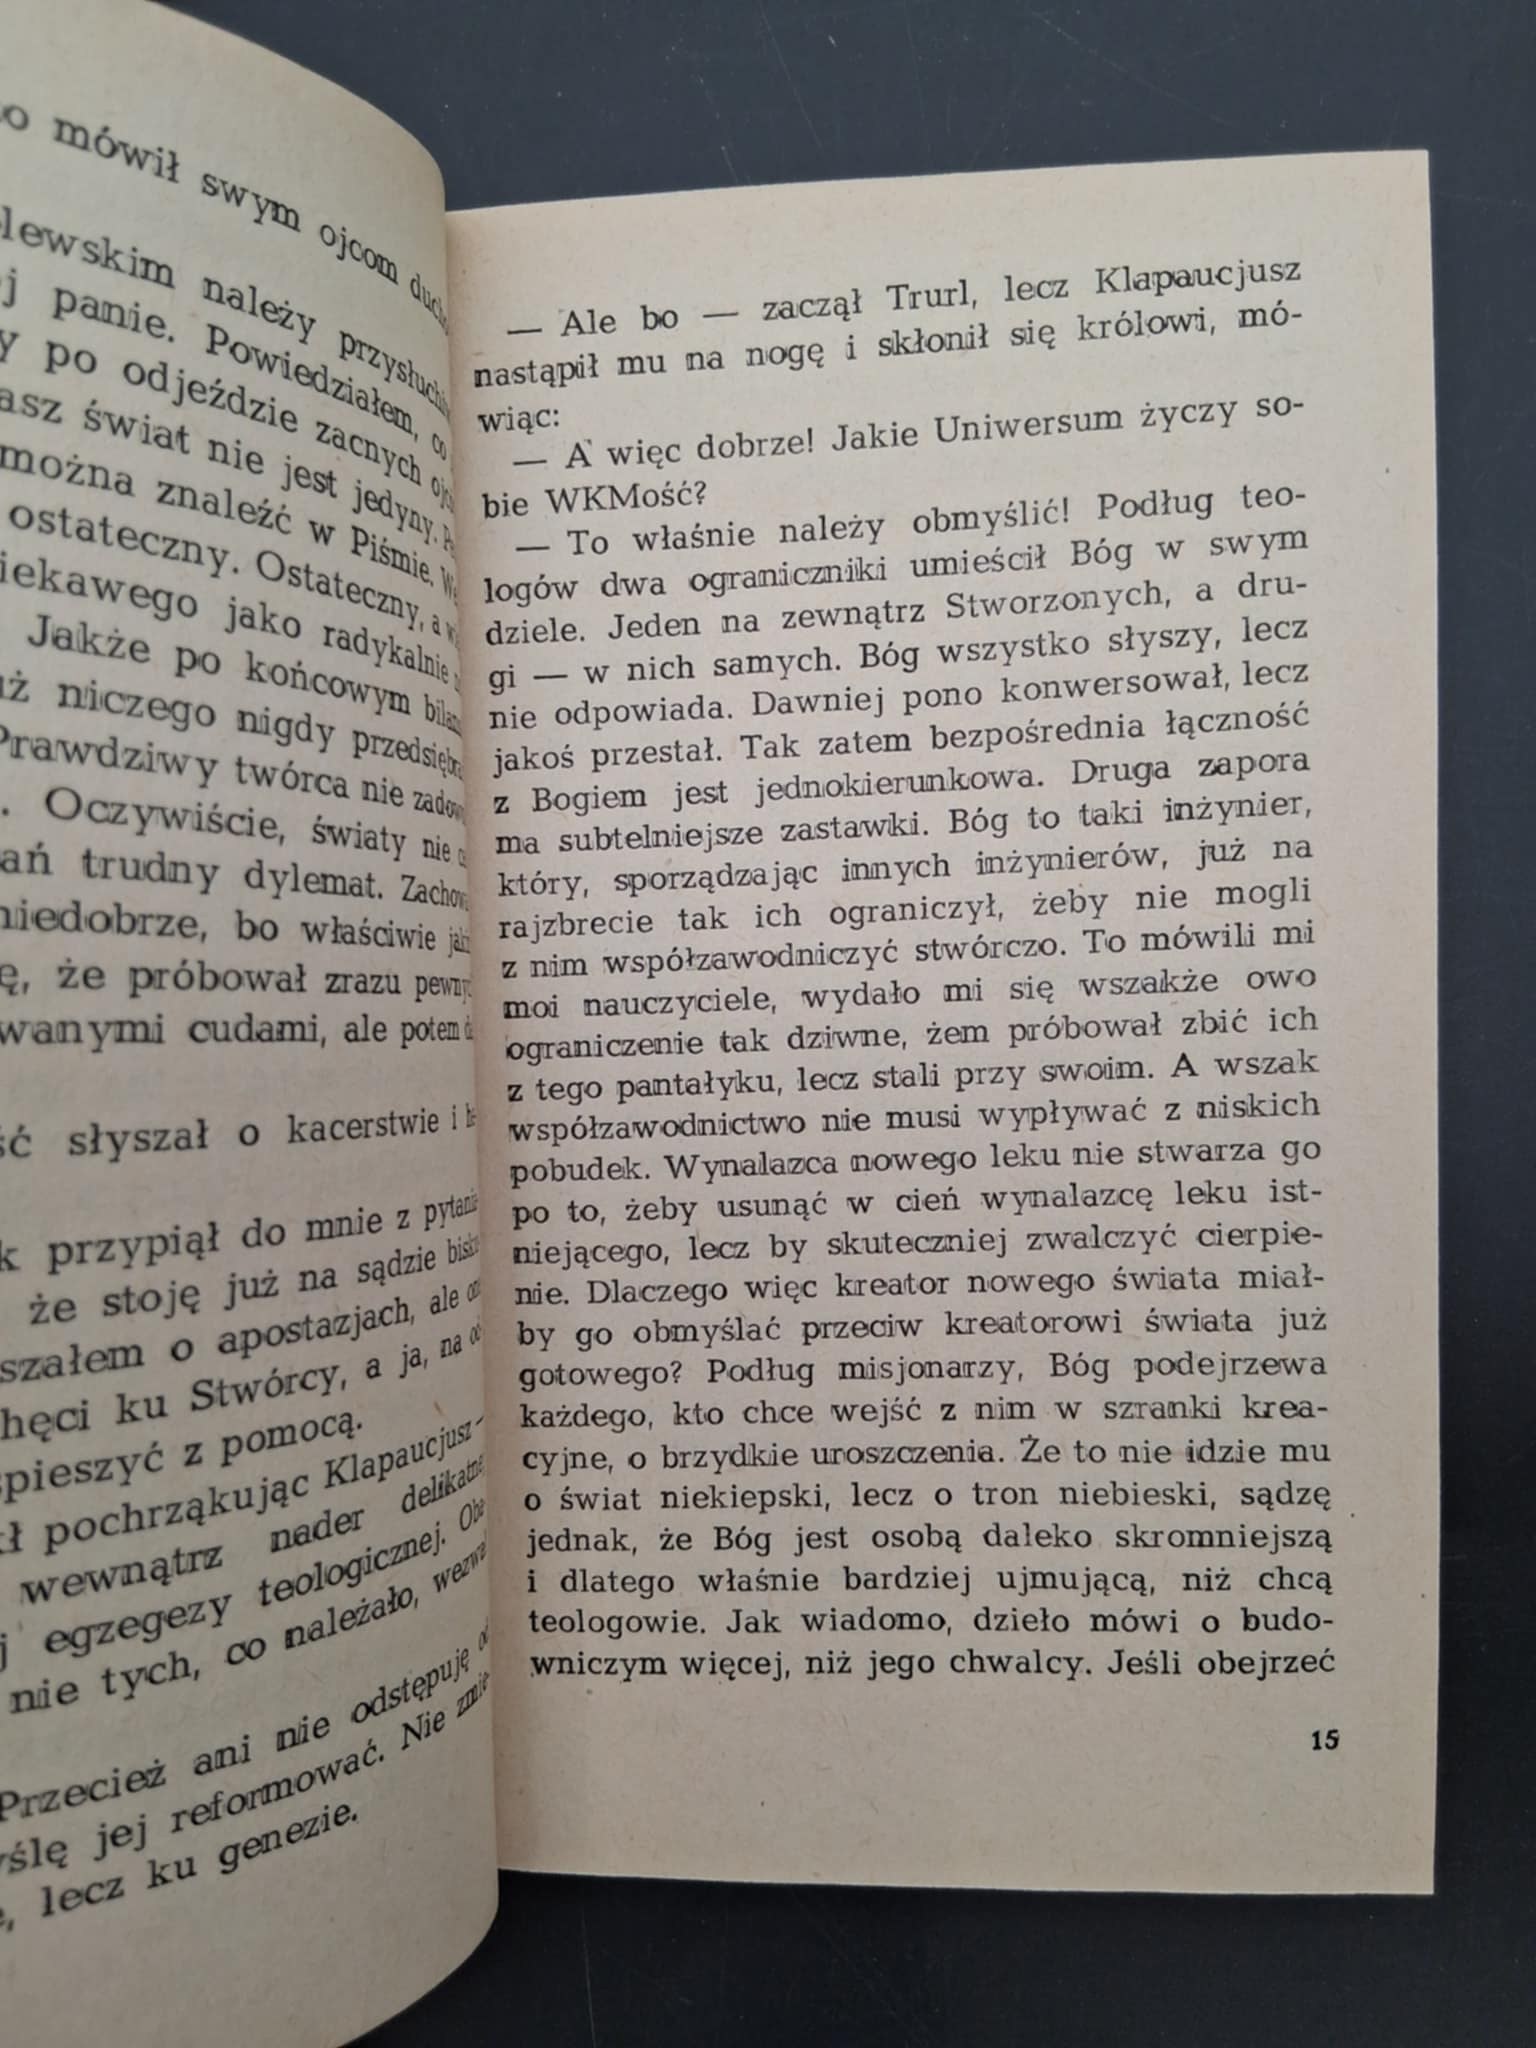 mówił swym ojcom
należy
panie. Powiedziałem, co
po odjeździe zacnych
świat nie jest jedyny.
można znaleźć w Piśmie.
ostateczny. Ostateczny, a
jako radykalnie
Jakże po końcowym
niczego nigdy
Prawdziwy twórca nie
. Oczywiście, światy nie
trudny dylemat.
niedobrze, bo właściwie
że próbował zrazu
cudami, ale potem
słyszał o kacerstwie i
przypiął do mnie z
że stoję już na sądzie
o apostazjach, ale
ku Stwórcy, a ja, na
z pomocą.
pochrząkując Klapaucjusz —
wewnątrz nader
egzegezy teologicznej.
nie tych, co należało,
Przecież ani nie odstępuję od
jej reformować. Nie
lecz ku genezie.
— Ale bo — zaczął Trurl, lecz Klapaucjusz
nastąpił mu na nogę i skłonił się królowi, mó-
wiąc:
— A więc dobrze! Jakie Uniwersum życzy so-
bie WKMość?
— To właśnie należy obmyślić! Podług teo-
logów dwa ograniczniki umieścił Bóg w swym
dziele. Jeden na zewnątrz Stworzonych, a dru-
gi — w nich samych. Bóg wszystko słyszy, lecz
nie odpowiada. Dawniej pono konwersował, lecz
jakoś przestał. Tak zatem bezpośrednia łączność
z Bogiem jest jednokierunkowa. Druga zapora
ma subtelniejsze zastawki. Bóg to taki inżynier,
który, sporządzając innych inżynierów, już na
rajzbrecie tak ich ograniczył, żeby nie mogli
z nim współzawodniczyć stwórczo. To mówili mi
moi nauczyciele, wydało mi się wszakże owo
ograniczenie tak dziwne, żem próbował zbić ich
z tego pantałyku, lecz stali przy swoim. A wszak
współzawodnictwo nie musi wypływać z niskich
pobudek. Wynalazca nowego leku nie stwarza go
po to, żeby usunąć w cień wynalazcę leku ist-
niejącego, lecz by skuteczniej zwalczyć cierpie-
nie. Dlaczego więc kreator nowego świata miał-
by go obmyślać przeciw kreatorowi świata już
gotowego? Podług misjonarzy, Bóg podejrzewa
każdego, kto chce wejść z nim w szranki krea-
cyjne, o brzydkie uroszczenia. Że to nie idzie mu
o świat niekiepski, lecz o tron niebieski, sądzę
jednak, że Bóg jest osobą daleko skromniejszą
i dlatego właśnie bardziej ujmującą, niż chcą
teologowie. Jak wiadomo, dzieło mówi o budo-
wniczym więcej, niż jego chwalcy. Jeśli obejrzeć
15